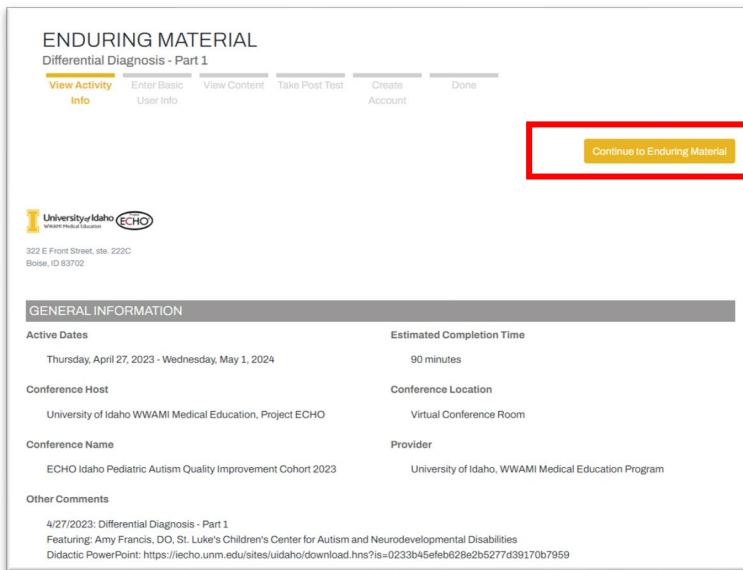 ENDURING MATERIAL
Differential Diagnosis - Part 1
View Activity Info
Enter Basic User Info
View Content
Take Post Test
Create Account
Done
Continue to Enduring Material
University of Idaho
WWAMI Medical Education
Project
ECHO
322 E Front Street, ste. 222C
Boise, ID 83702
GENERAL INFORMATION
Active Dates
Estimated Completion Time
Thursday, April 27, 2023 - Wednesday, May 1, 2024
90 minutes
Conference Host
Conference Location
University of Idaho WWAMI Medical Education, Project ECHO
Virtual Conference Room
Conference Name
Provider
ECHO Idaho Pediatric Autism Quality Improvement Cohort 2023
University of Idaho, WWAMI Medical Education Program
Other Comments
4/27/2023: Differential Diagnosis - Part 1
Featuring: Amy Francis, DO, St. Luke's Children's Center for Autism and Neurodevelopmental Disabilities
Didactic PowerPoint: https://iecho.unm.edu/sites/uidaho/download.hns?is=0233b45efeb628e2b5277d39170b7959